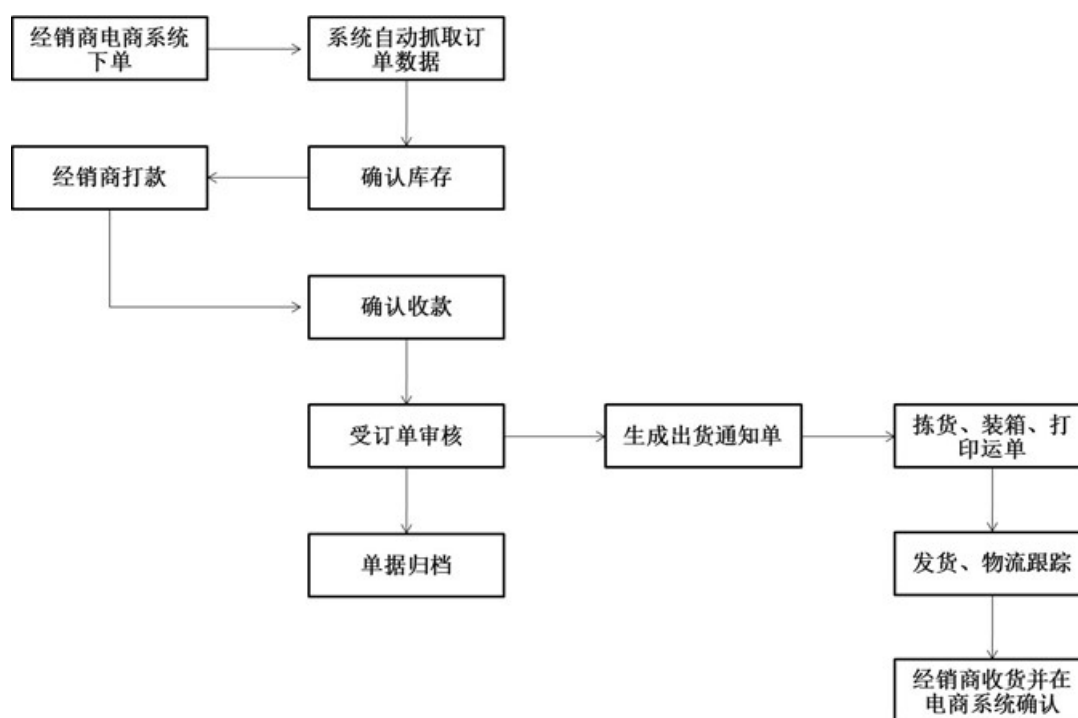 经销商电商系统
下单
系统自动抓取订
单数据
经销商打款
确认库存
确认收款
受订单审核
生成出货通知单
拣货、装箱、打
印运单
单据归档
发货、物流跟踪
经销商收货并在
电商系统确认